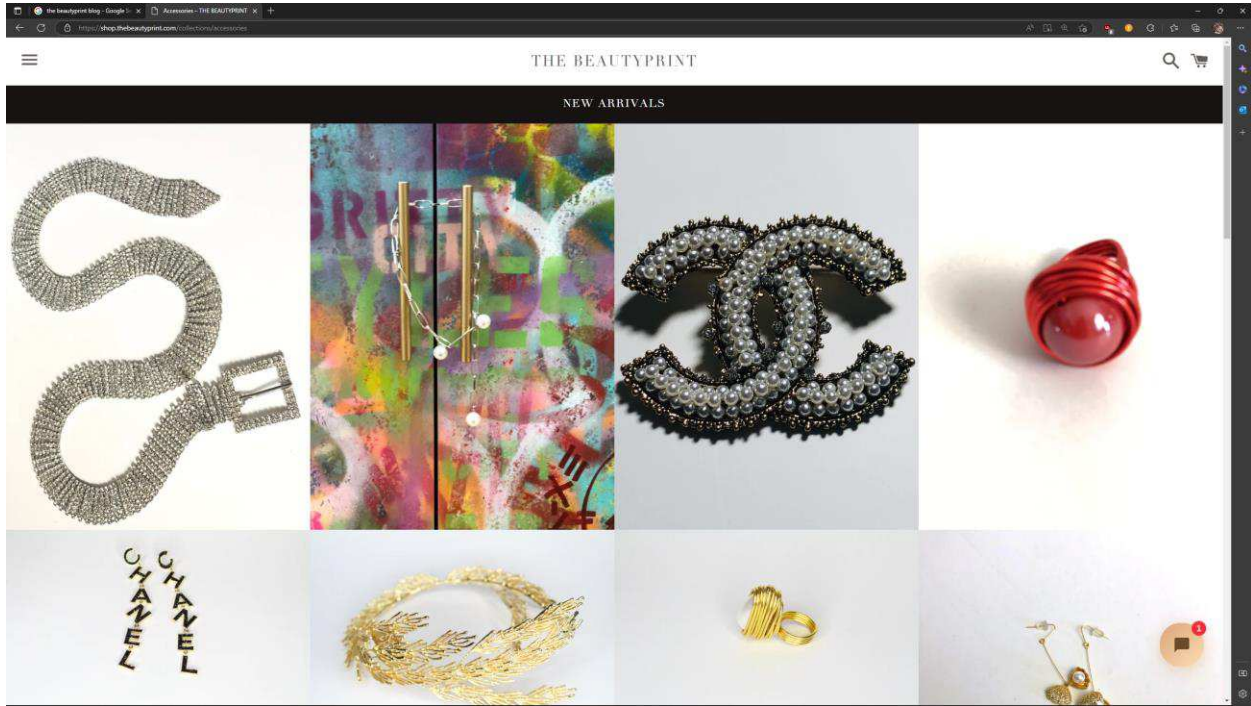 the beautyprint blog - Google S
Accessories – THE BEAUTYPRINT
https://shop.thebeautyprint.com/collections/accessories
THE BEAUTYPRINT
NEW ARRIVALS
CITY
CHANEL
CHANEL
1